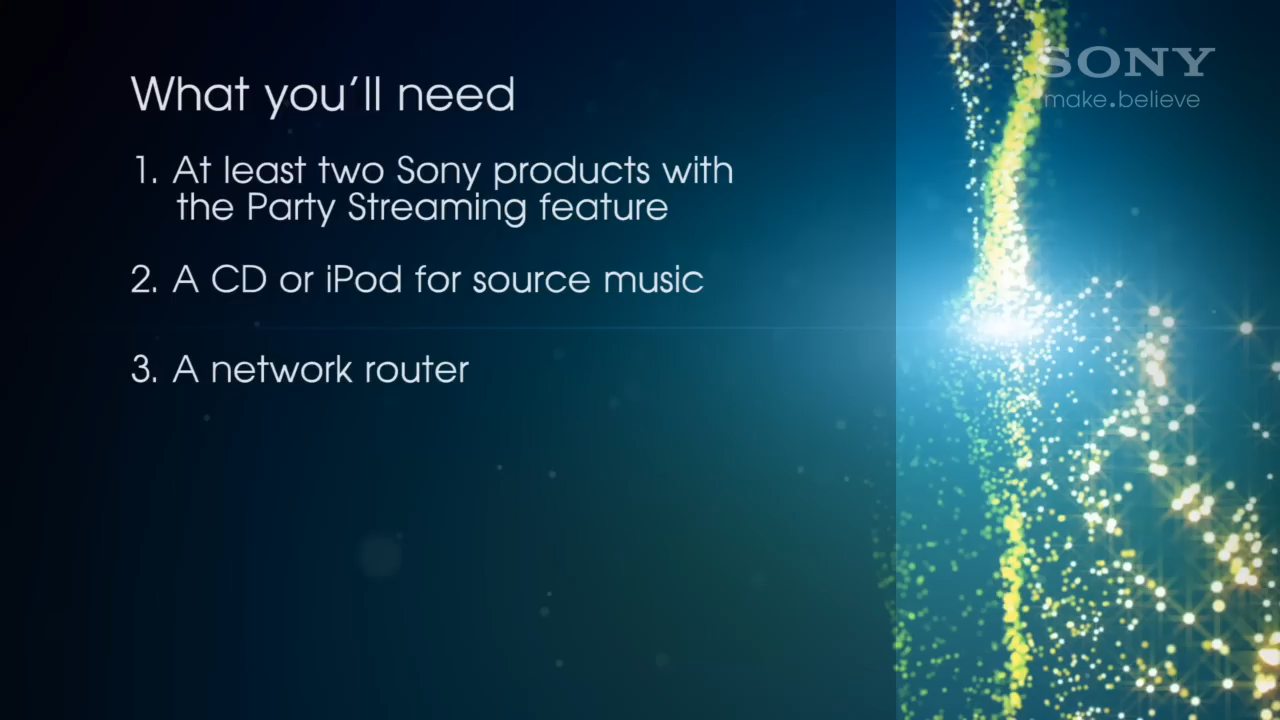 SONY
make.believe
What you'll need
1. At least two Sony products with
the Party Streaming feature
2. A CD or iPod for source music
3. A network router